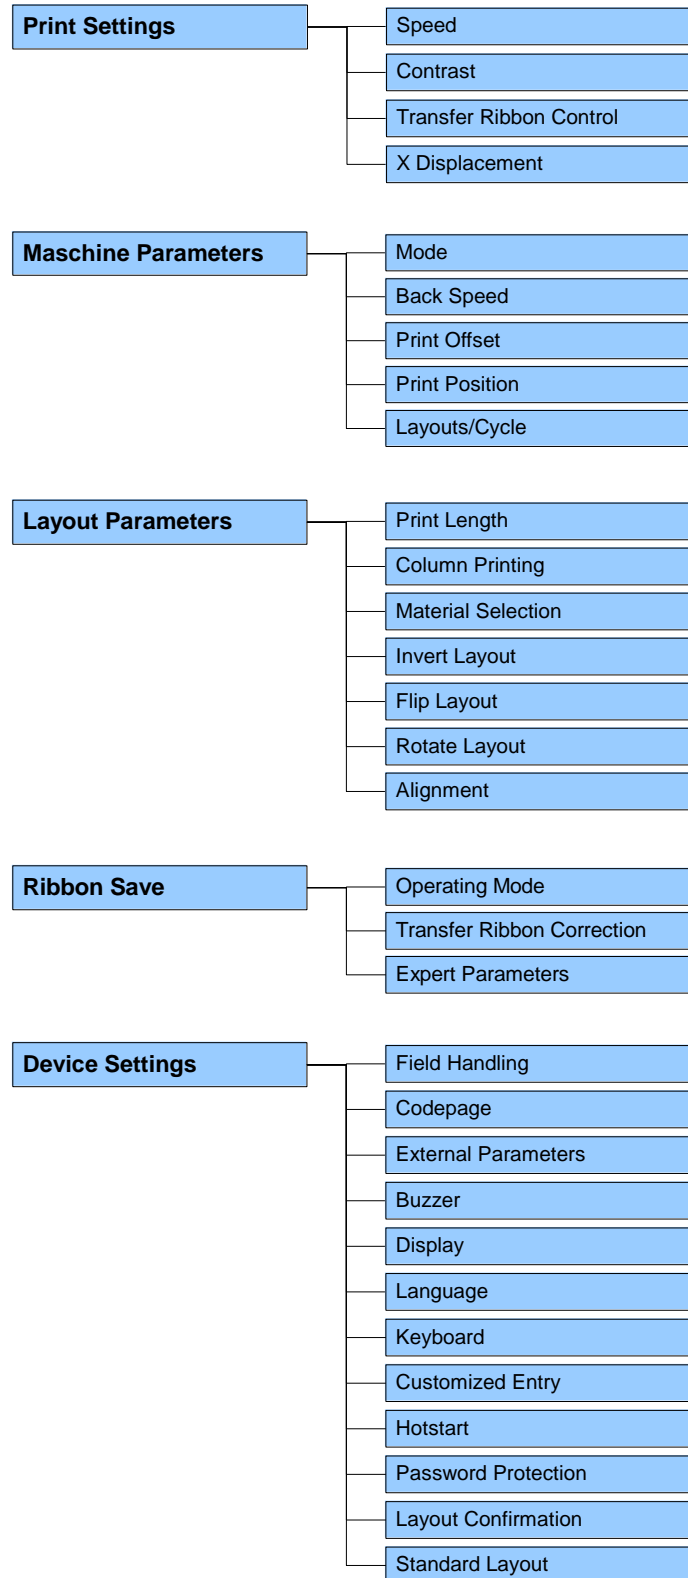 Print Settings
Speed
Contrast
Transfer Ribbon Control
X Displacement
Maschine Parameters
Mode
Back Speed
Print Offset
Print Position
Layouts/Cycle
Layout Parameters
Print Length
Column Printing
Material Selection
Invert Layout
Flip Layout
Rotate Layout
Alignment
Ribbon Save
Operating Mode
Transfer Ribbon Correction
Expert Parameters
Device Settings
Field Handling
Codepage
External Parameters
Buzzer
Display
Language
Keyboard
Customized Entry
Hotstart
Password Protection
Layout Confirmation
Standard Layout